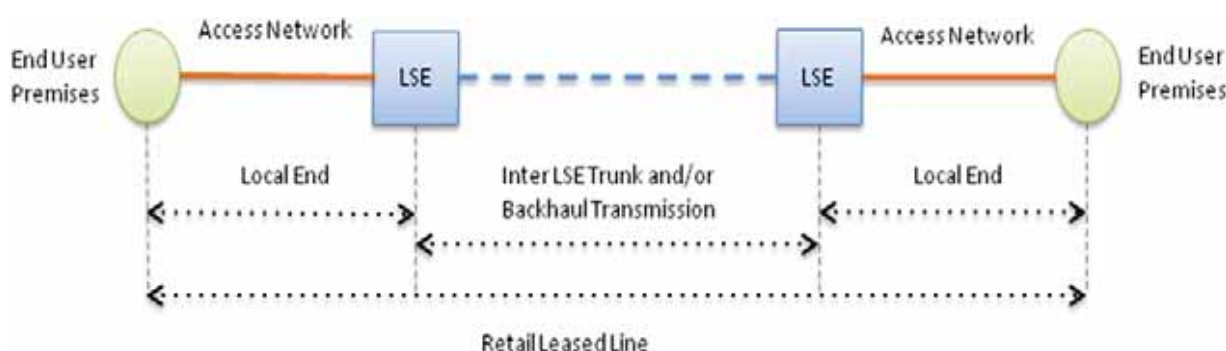 Access Network
Access Network
End User
Premises
LSE
LSE
End User
Premises
Local End
Inter LSE Trunk and/or
Backhaul Transmission
Local End
Retail Leased Line